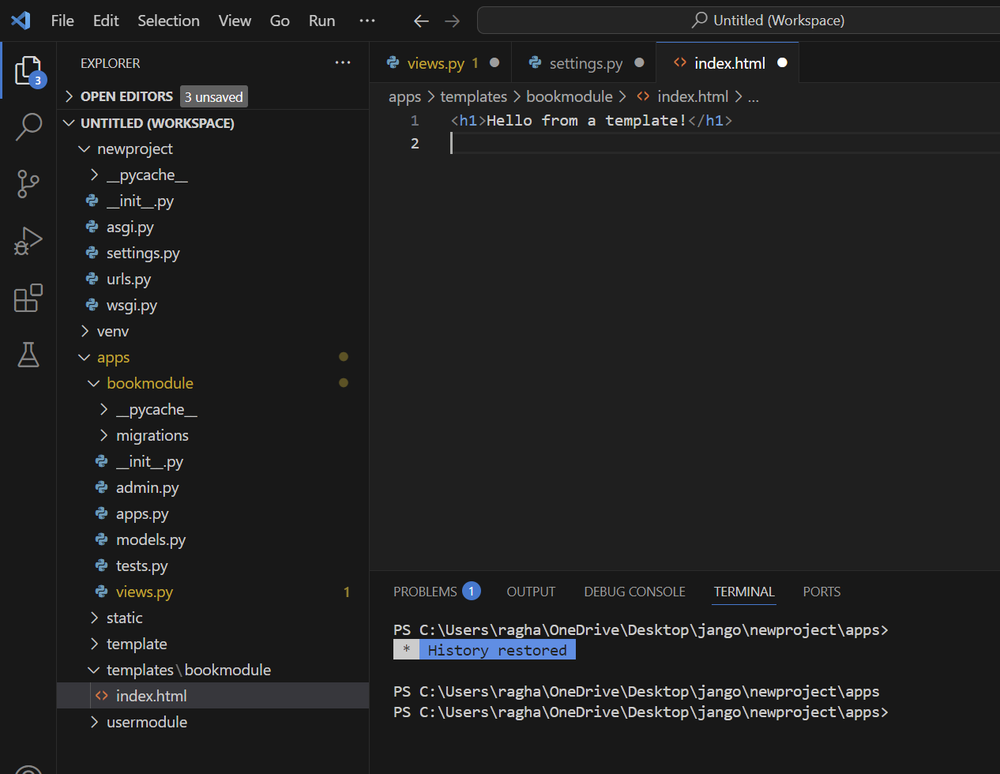 File Edit Selection View Go Run ··· Untitled (Workspace)
EXPLORER ···
OPEN EDITORS 3 unsaved
UNTITLED (WORKSPACE)
newproject
__pycache__
__init__.py
asgi.py
settings.py
urls.py
wsgi.py
venv
apps
bookmodule
__pycache__
migrations
__init__.py
admin.py
apps.py
models.py
tests.py
views.py 1
static
template
templates\bookmodule
index.html
usermodule
3
views.py 1 settings.py <> index.html
apps > templates > bookmodule > <> index.html > ...
1 <h1>Hello from a template!</h1>
2
PROBLEMS 1 OUTPUT DEBUG CONSOLE TERMINAL PORTS
PS C:\Users\ragha\OneDrive\Desktop\jango\newproject\apps>
* History restored
PS C:\Users\ragha\OneDrive\Desktop\jango\newproject\apps
PS C:\Users\ragha\OneDrive\Desktop\jango\newproject\apps>